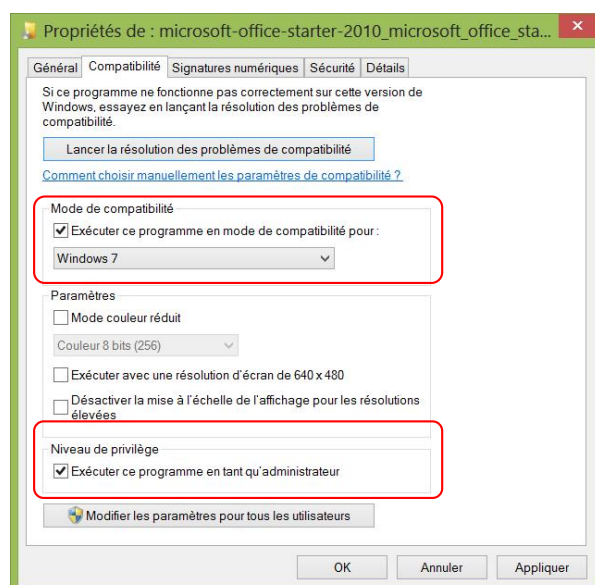 Propriétés de : microsoft-office-starter-2010_microsoft_office_sta...
Général Compatibilité Signatures numériques Sécurité Détails
Si ce programme ne fonctionne pas correctement sur cette version de
Windows, essayez en lançant la résolution des problèmes de
compatibilité.
Lancer la résolution des problèmes de compatibilité
Comment choisir manuellement les paramètres de compatibilité ?
Mode de compatibilité
Exécuter ce programme en mode de compatibilité pour :
Windows 7
Paramètres
Mode couleur réduit
Couleur 8 bits (256)
Exécuter avec une résolution d'écran de 640 x 480
Désactiver la mise à l'échelle de l'affichage pour les résolutions
élevées
Niveau de privilège
Exécuter ce programme en tant qu'administrateur
Modifier les paramètres pour tous les utilisateurs
OK Annuler Appliquer